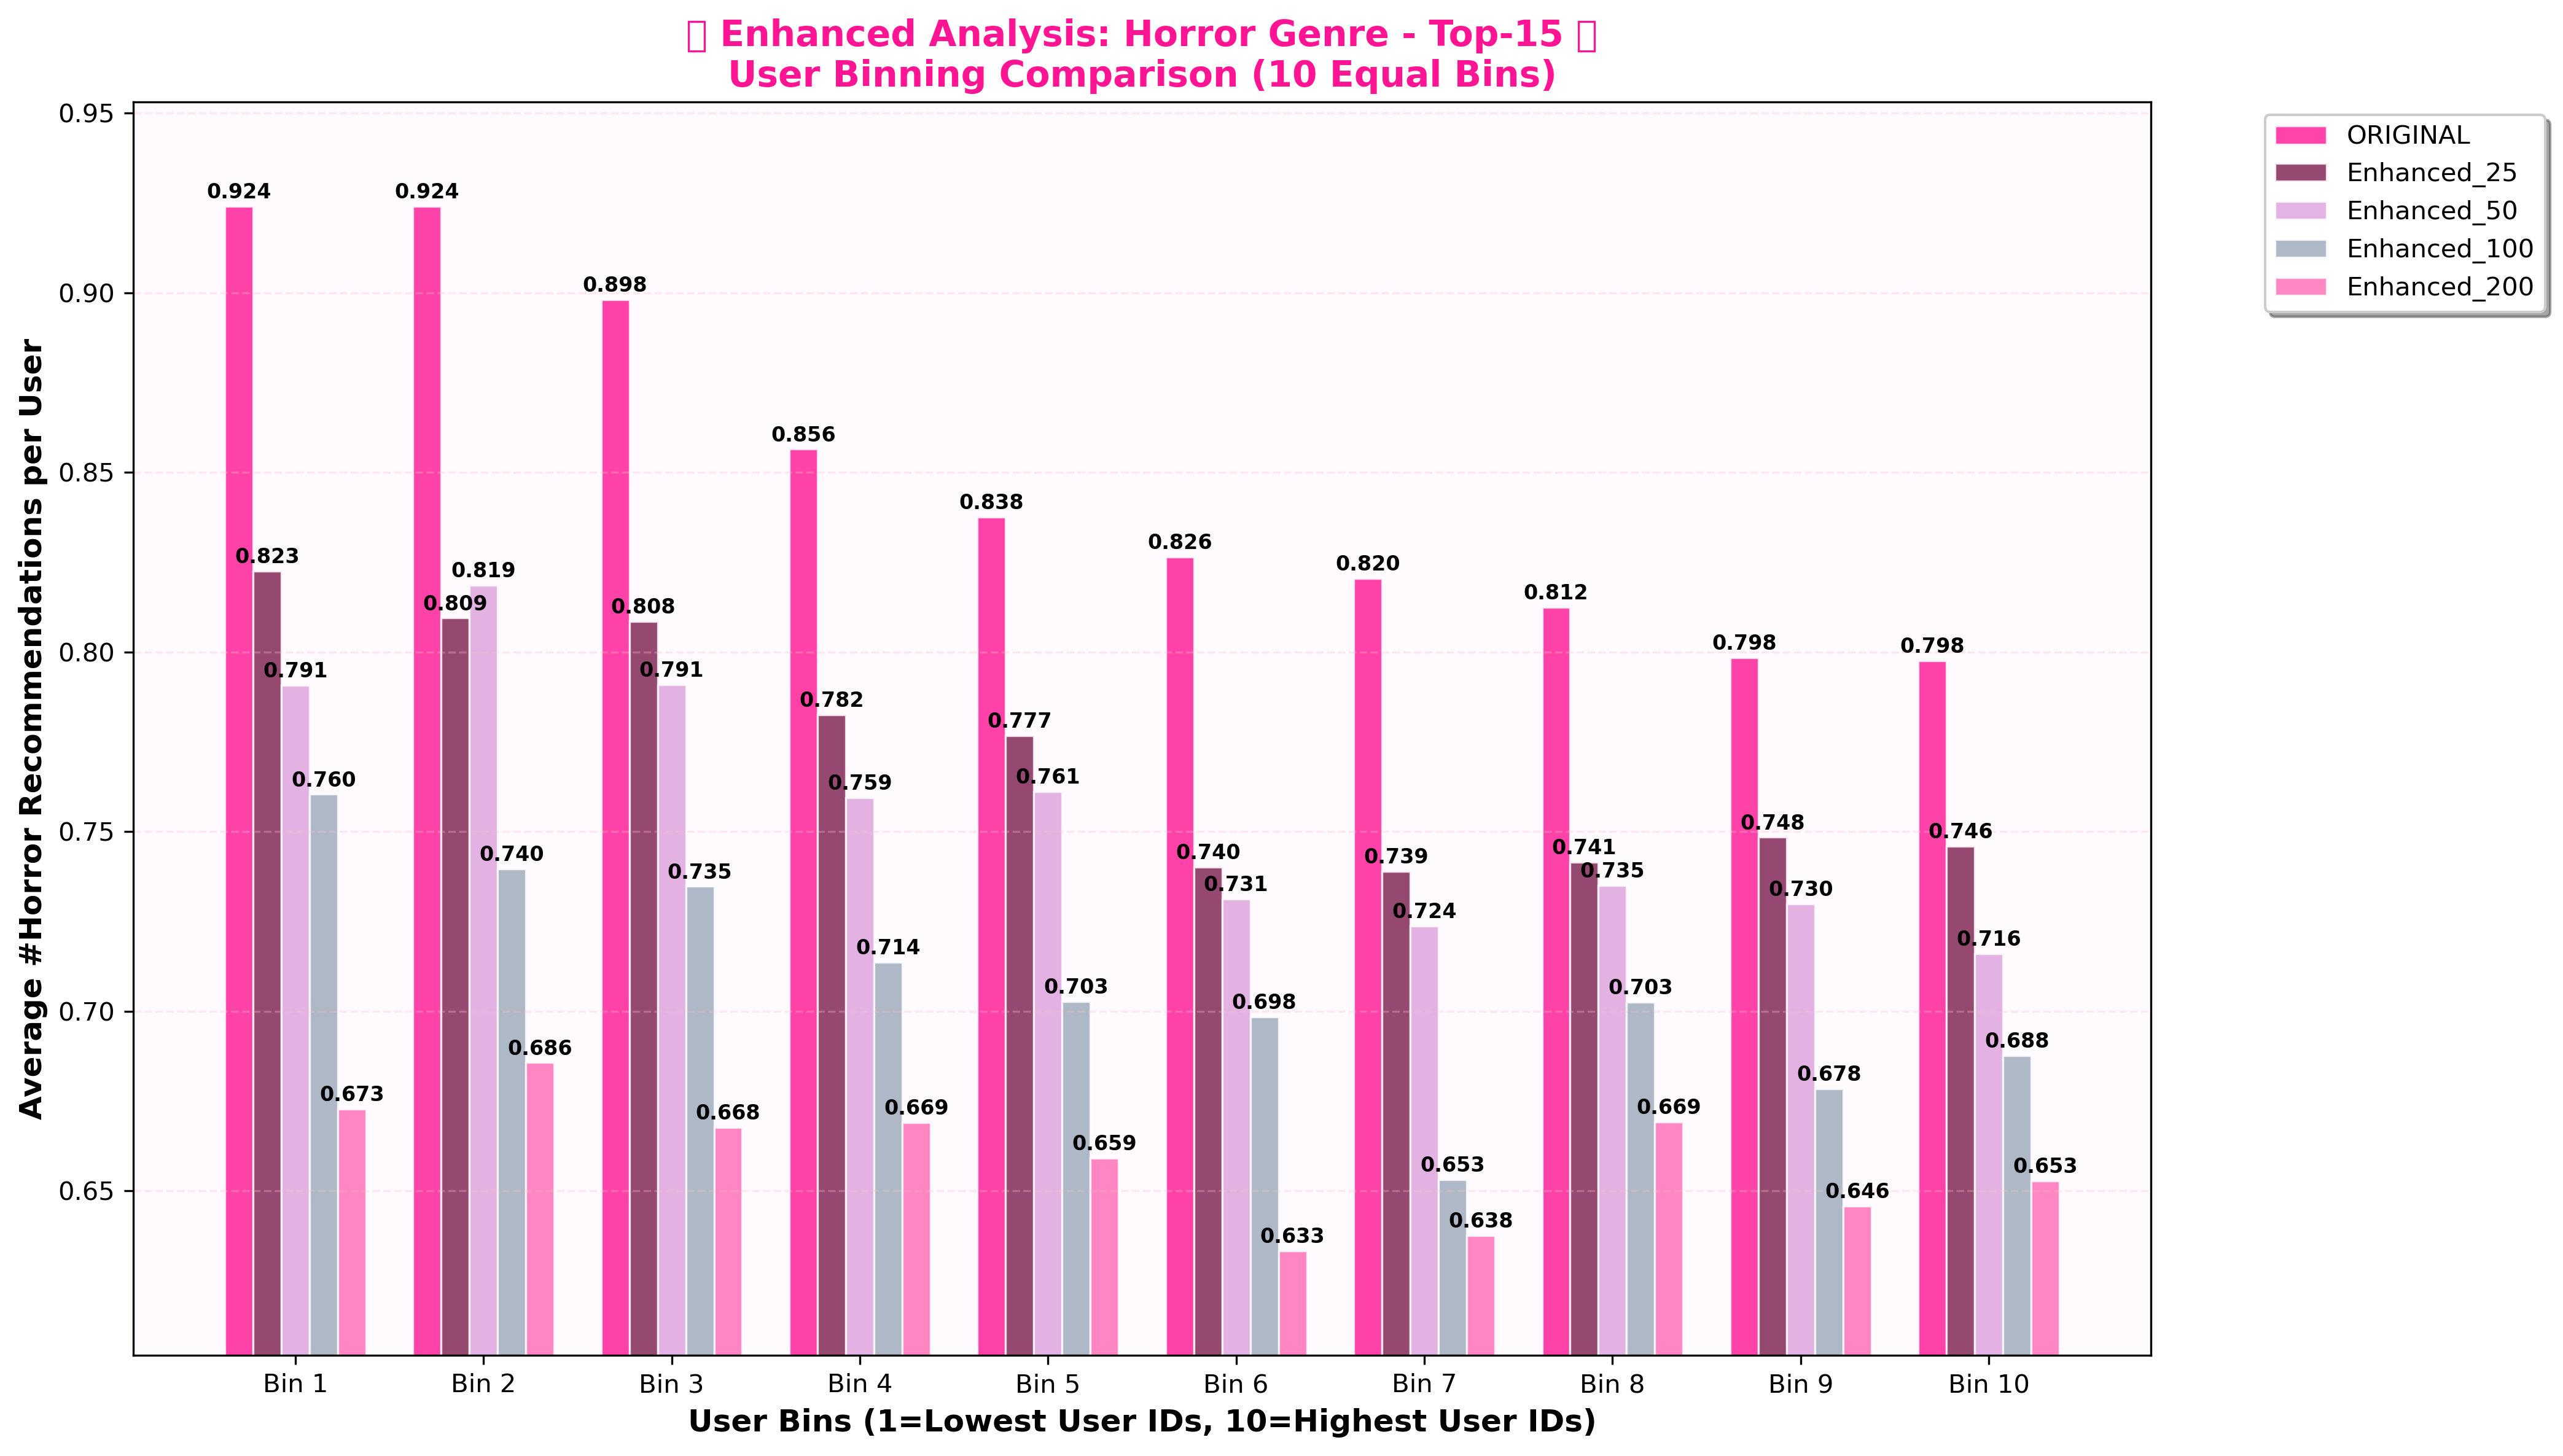 Enhanced Analysis: Horror Genre - Top-15
User Binning Comparison (10 Equal Bins)
ORIGINAL
Enhanced_25
Enhanced_50
Enhanced_100
Enhanced_200
Average #Horror Recommendations per User
0.95
0.90
0.85
0.80
0.75
0.70
0.65
0.924 0.823 0.791 0.760 0.673
0.924 0.809 0.819 0.740 0.686
0.898 0.808 0.791 0.735 0.668
0.856 0.782 0.759 0.714 0.669
0.838 0.777 0.761 0.703 0.659
0.826 0.740 0.731 0.698 0.633
0.820 0.739 0.724 0.653 0.638
0.812 0.741 0.735 0.703 0.669
0.798 0.748 0.730 0.678 0.646
0.798 0.746 0.716 0.688 0.653
Bin 1 Bin 2 Bin 3 Bin 4 Bin 5 Bin 6 Bin 7 Bin 8 Bin 9 Bin 10
User Bins (1=Lowest User IDs, 10=Highest User IDs)